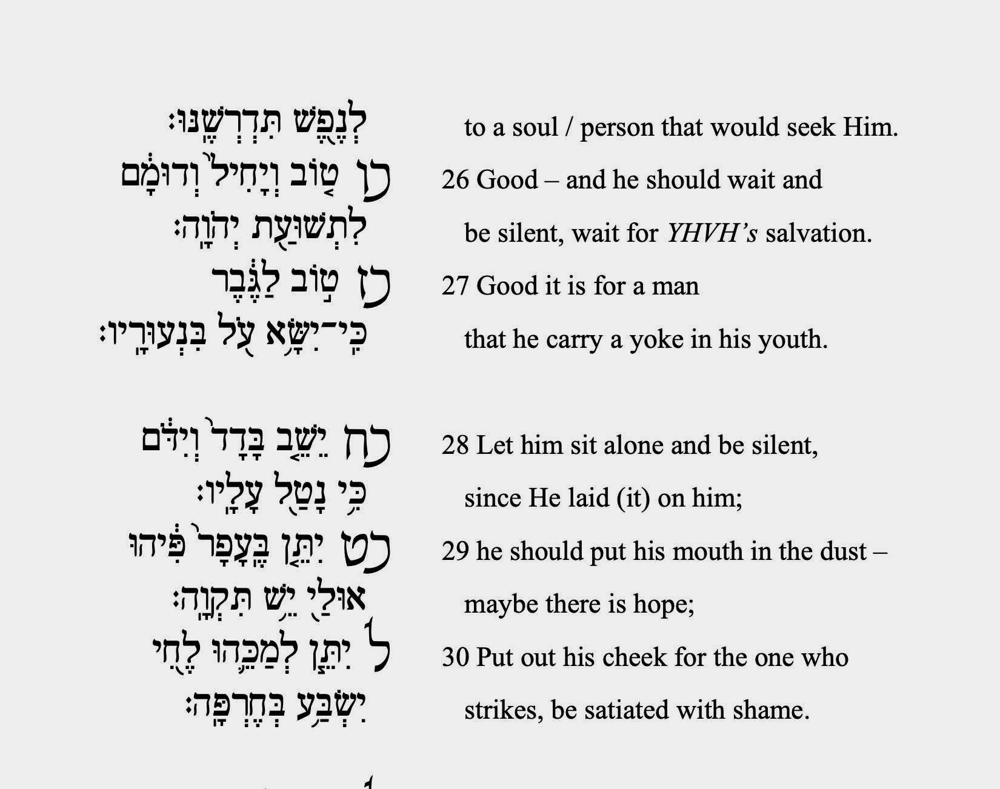 לְנֶ֖פֶשׁ תִּדְרְשֶֽׁנּוּ׃ to a soul / person that would seek Him.
כו ט֤וֹב וְיָחִיל֙ וְדוּמָ֔ם 26 Good – and he should wait and
לִתְשׁוּעַ֖ת יְהֹוָֽה׃ be silent, wait for YHVH’s salvation.
כז ט֣וֹב לַגֶּ֔בֶר 27 Good it is for a man
כִּֽי־יִשָּׂ֥א עֹ֖ל בִּנְעוּרָֽיו׃ that he carry a yoke in his youth.
כח יֵשֵׁ֤ב בָּדָד֙ וְיִדֹּ֔ם 28 Let him sit alone and be silent,
כִּ֥י נָטַ֖ל עָלָֽיו׃ since He laid (it) on him;
כט יִתֵּ֤ן בֶּֽעָפָר֙ פִּ֔יהוּ 29 he should put his mouth in the dust –
אוּלַ֖י יֵ֥שׁ תִּקְוָֽה׃ maybe there is hope;
ל יִתֵּ֧ן לְמַכֵּ֛הוּ לֶ֖חִי 30 Put out his cheek for the one who
יִשְׂבַּ֥ע בְּחֶרְפָּֽה׃ strikes, be satiated with shame.